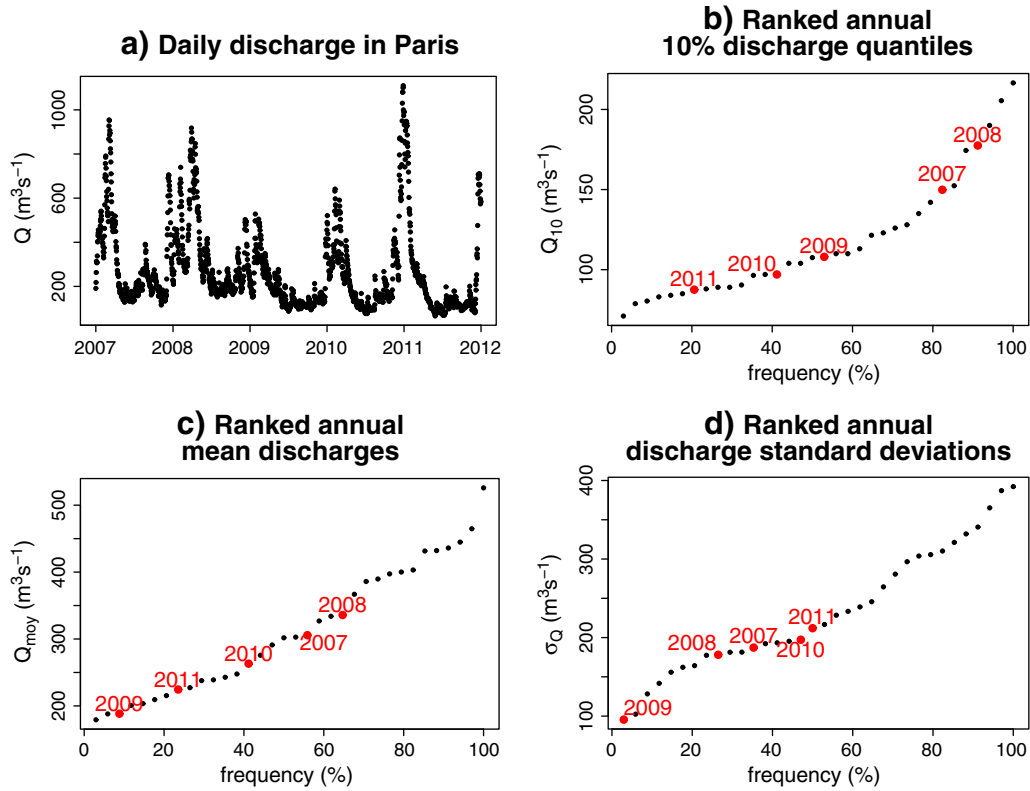 a) Daily discharge in Paris
Q (m³s⁻¹)
1000
600
200
2007 2008 2009 2010 2011 2012
b) Ranked annual
10% discharge quantiles
Q₁₀ (m³s⁻¹)
200
150
100
2008
2007
2009
2010
2011
0 20 40 60 80 100
frequency (%)
c) Ranked annual
mean discharges
Qmoy (m³s⁻¹)
500
400
300
200
2008
2007
2010
2011
2009
0 20 40 60 80 100
frequency (%)
d) Ranked annual
discharge standard deviations
σQ (m³s⁻¹)
400
300
200
100
2011
2008 2007
2010
2009
0 20 40 60 80 100
frequency (%)